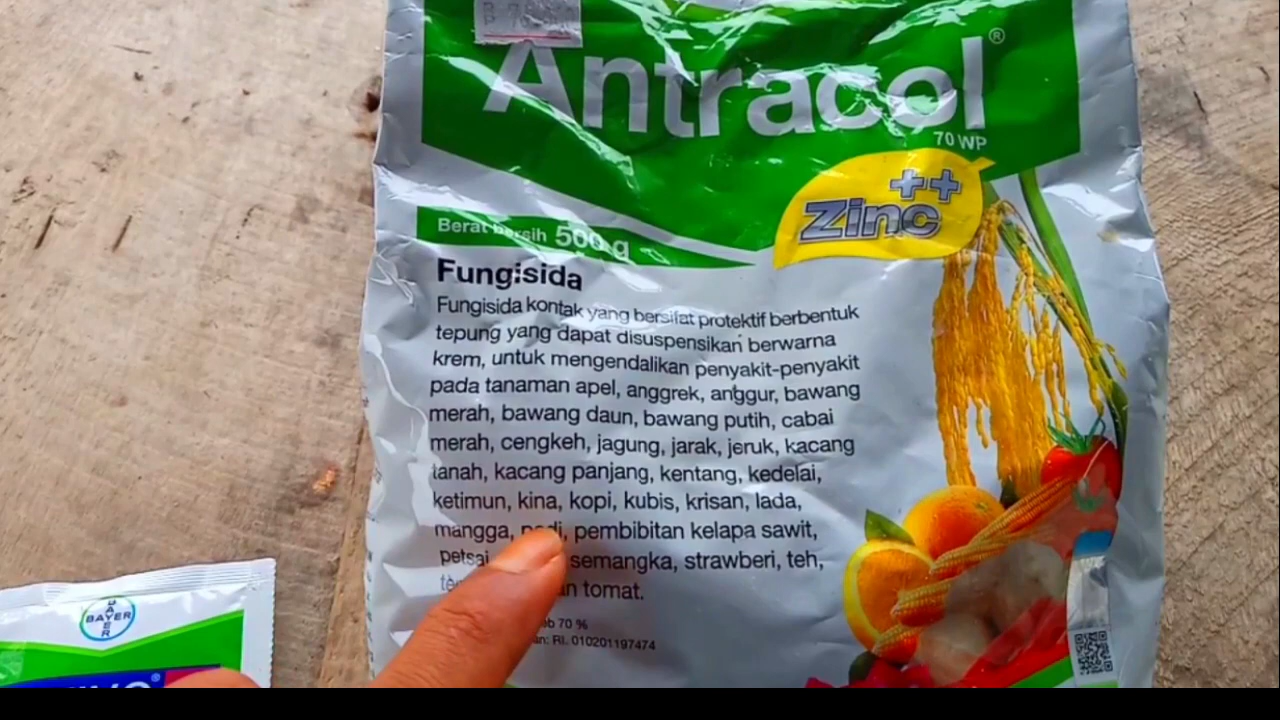 Antracol®
70 WP
Zinc++
Berat bersih 500 g
Fungisida
Fungisida kontak yang bersifat protektif berbentuk
tepung yang dapat disuspensikan berwarna
krem, untuk mengendalikan penyakit-penyakit
pada tanaman apel, anggrek, anggur, bawang
merah, bawang daun, bawang putih, cabai
merah, cengkeh, jagung, jarak, jeruk, kacang
tanah, kacang panjang, kentang, kedelai,
ketimun, kina, kopi, kubis, krisan, lada,
mangga, padi, pembibitan kelapa sawit,
petsai semangka, strawberi, teh,
tomat.
70 %
RI. 010201197474
BAYER
BAYER